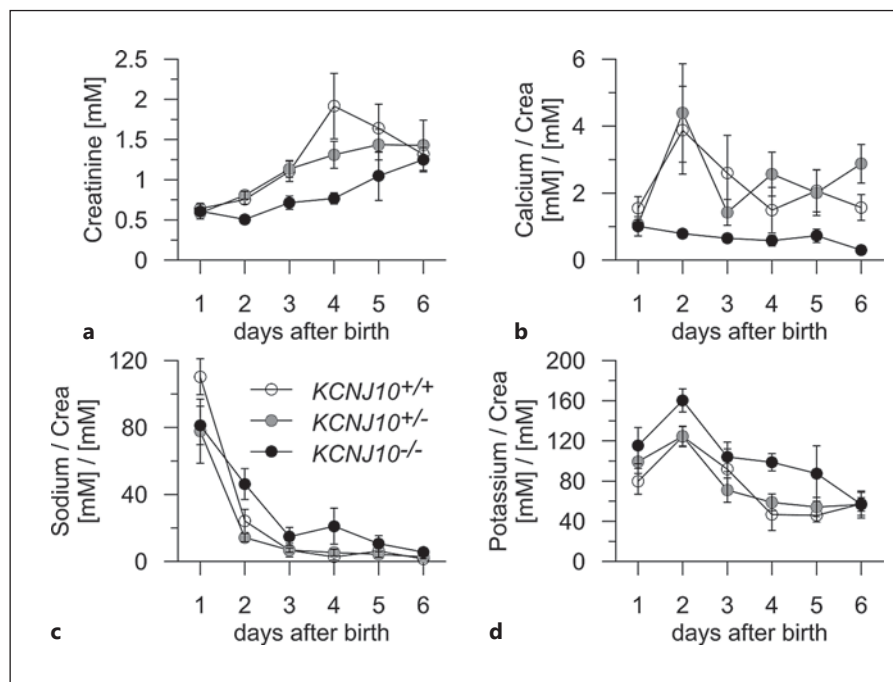 2.5
2
1.5
1
0.5
0
Creatinine [mM]
1 2 3 4 5 6
days after birth
a
6
4
2
0
Calcium / Crea
[mM] / [mM]
1 2 3 4 5 6
days after birth
b
120
80
40
0
Sodium / Crea
[mM] / [mM]
KCNJ10+/+
KCNJ10+/-
KCNJ10-/-
1 2 3 4 5 6
days after birth
c
200
160
120
80
40
0
Potassium / Crea
[mM] / [mM]
1 2 3 4 5 6
days after birth
d